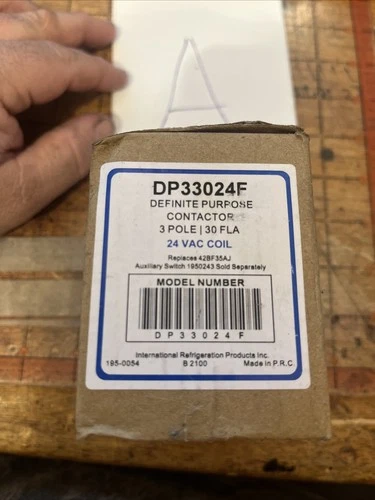 A
DP33024F
DEFINITE PURPOSE
CONTACTOR
3 POLE | 30 FLA
24 VAC COIL
Replaces 42BF35AJ
Auxiliary Switch 1950243 Sold Separately
MODEL NUMBER
DP33024F
International Refrigeration Products Inc.
195-0054 B 2100 Made in P.R.C